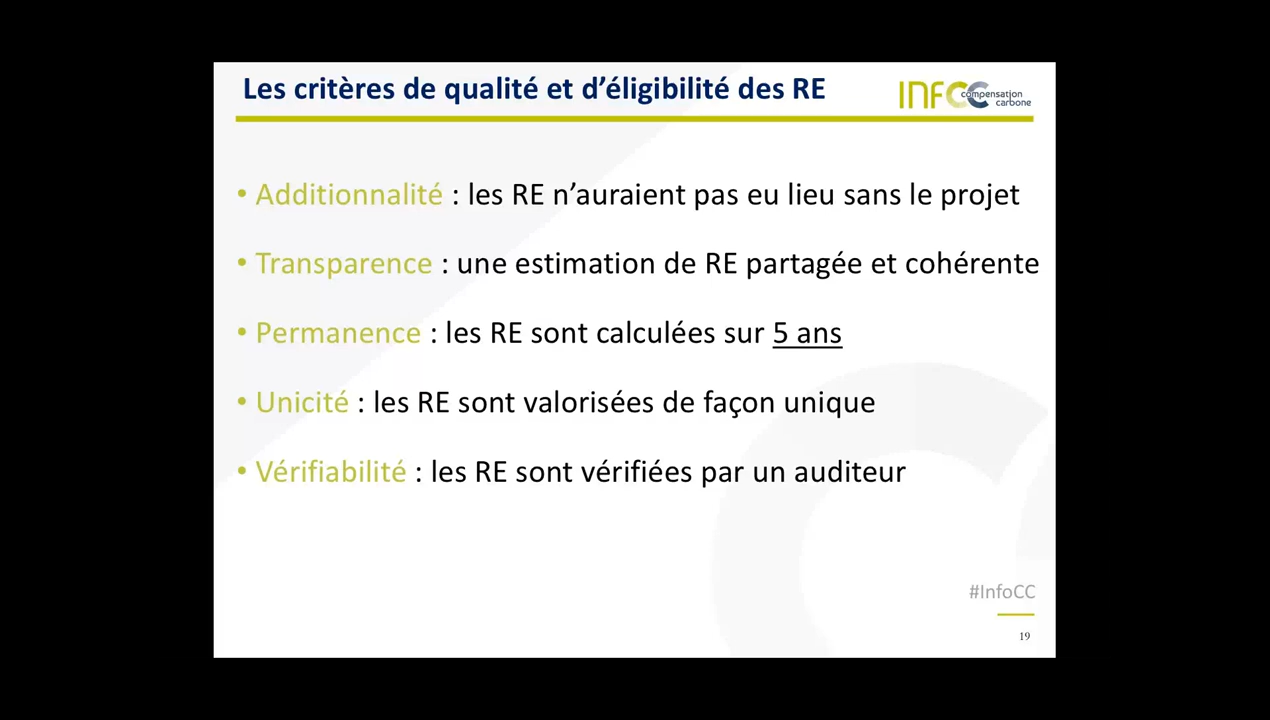 Les critères de qualité et d’éligibilité des RE
INFCC compensation
carbone
• Additionnalité : les RE n’auraient pas eu lieu sans le projet
• Transparence : une estimation de RE partagée et cohérente
• Permanence : les RE sont calculées sur 5 ans
• Unicité : les RE sont valorisées de façon unique
• Vérifiabilité : les RE sont vérifiées par un auditeur
#InfoCC
19